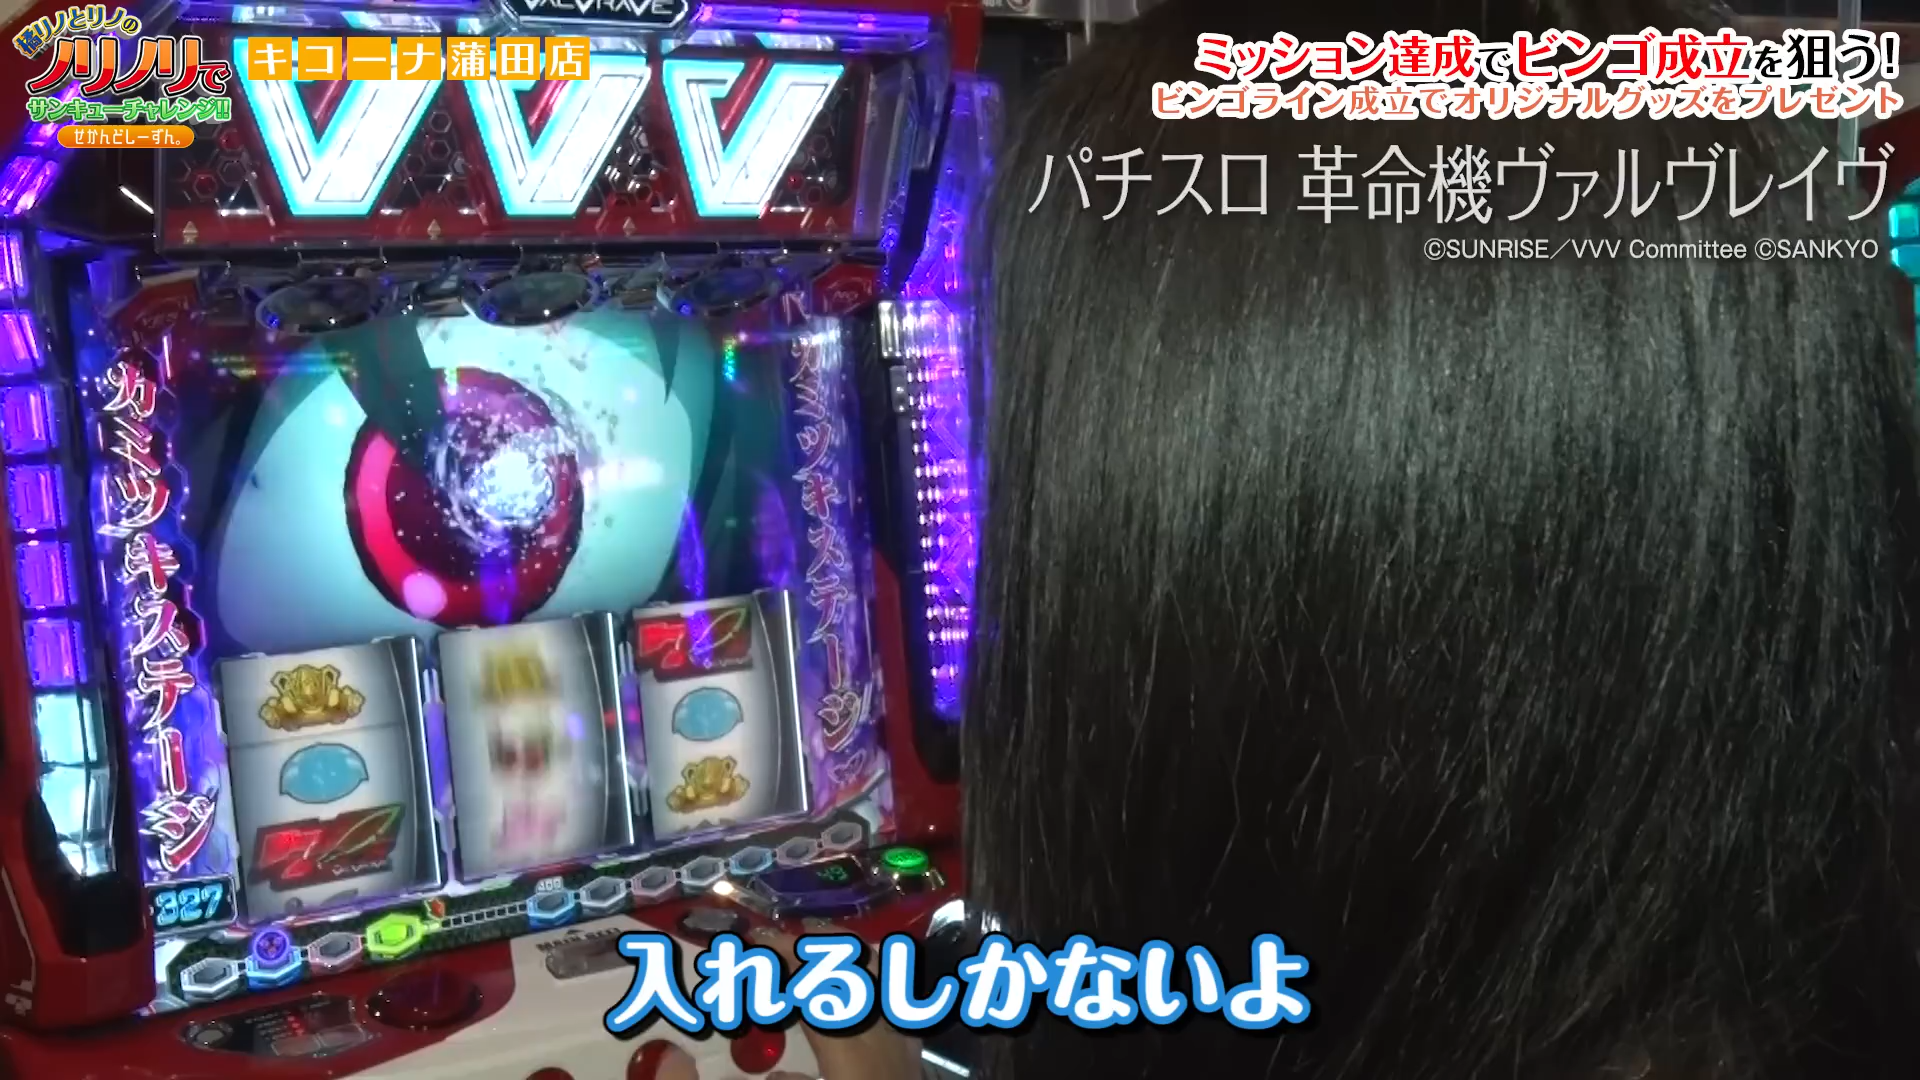 橘リノとリノの
ノリノリで
サンキューチャレンジ!!
せかんどしーずん。
キコーナ蒲田店
ミッション達成でビンゴ成立を狙う!
ビンゴライン成立でオリジナルグッズをプレゼント
パチスロ 革命機ヴァルヴレイヴ
©SUNRISE/VVV Committee ©SANKYO
VALVRAVE
VVV
カミツキステージ
カミツキステージ
327
400
49
入れるしかないよ